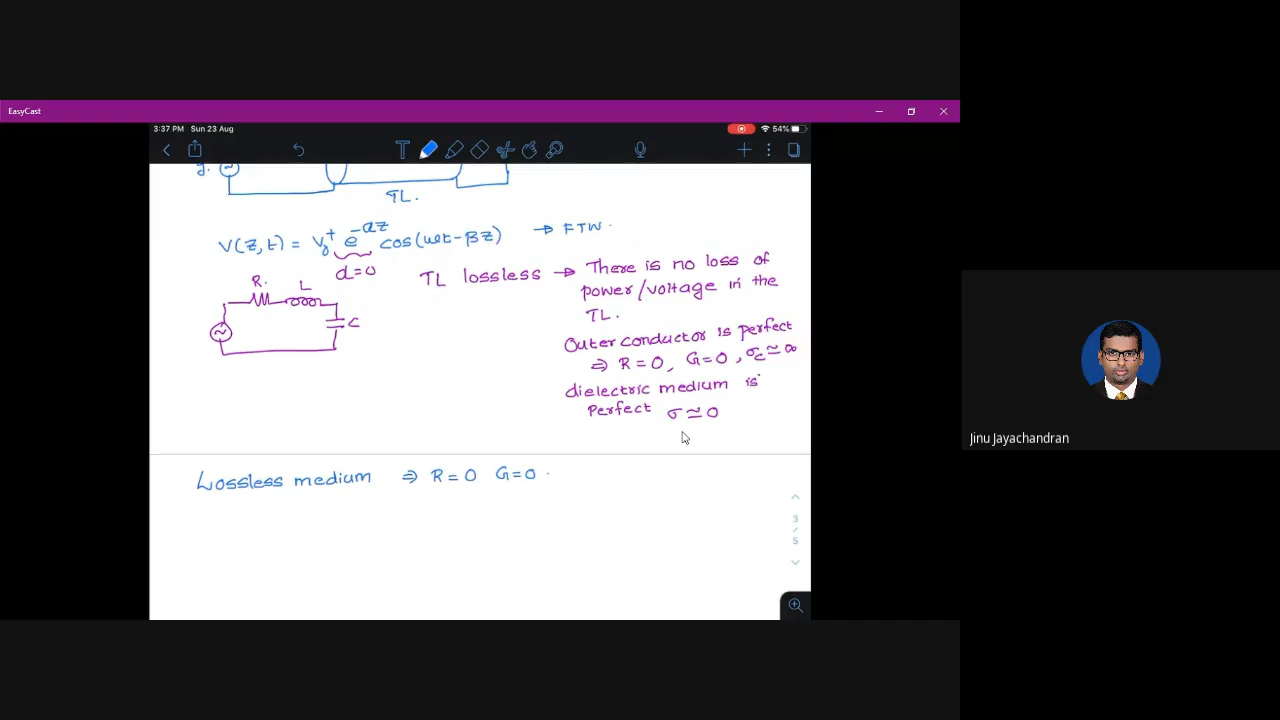 EasyCast
3:37 PM Sun 23 Aug
54%
TL.
V(z,t) = V₀⁺ e^-αz cos(ωt-βz) → FTW.
α=0
TL lossless → There is no loss of
power/voltage in the
TL.
R.
L
C
Outer conductor is perfect
⇒ R=0, G=0, σc≃∞
dielectric medium is
Perfect σ≃0
Lossless medium ⇒ R=0 G=0.
3
/
5
Jinu Jayachandran